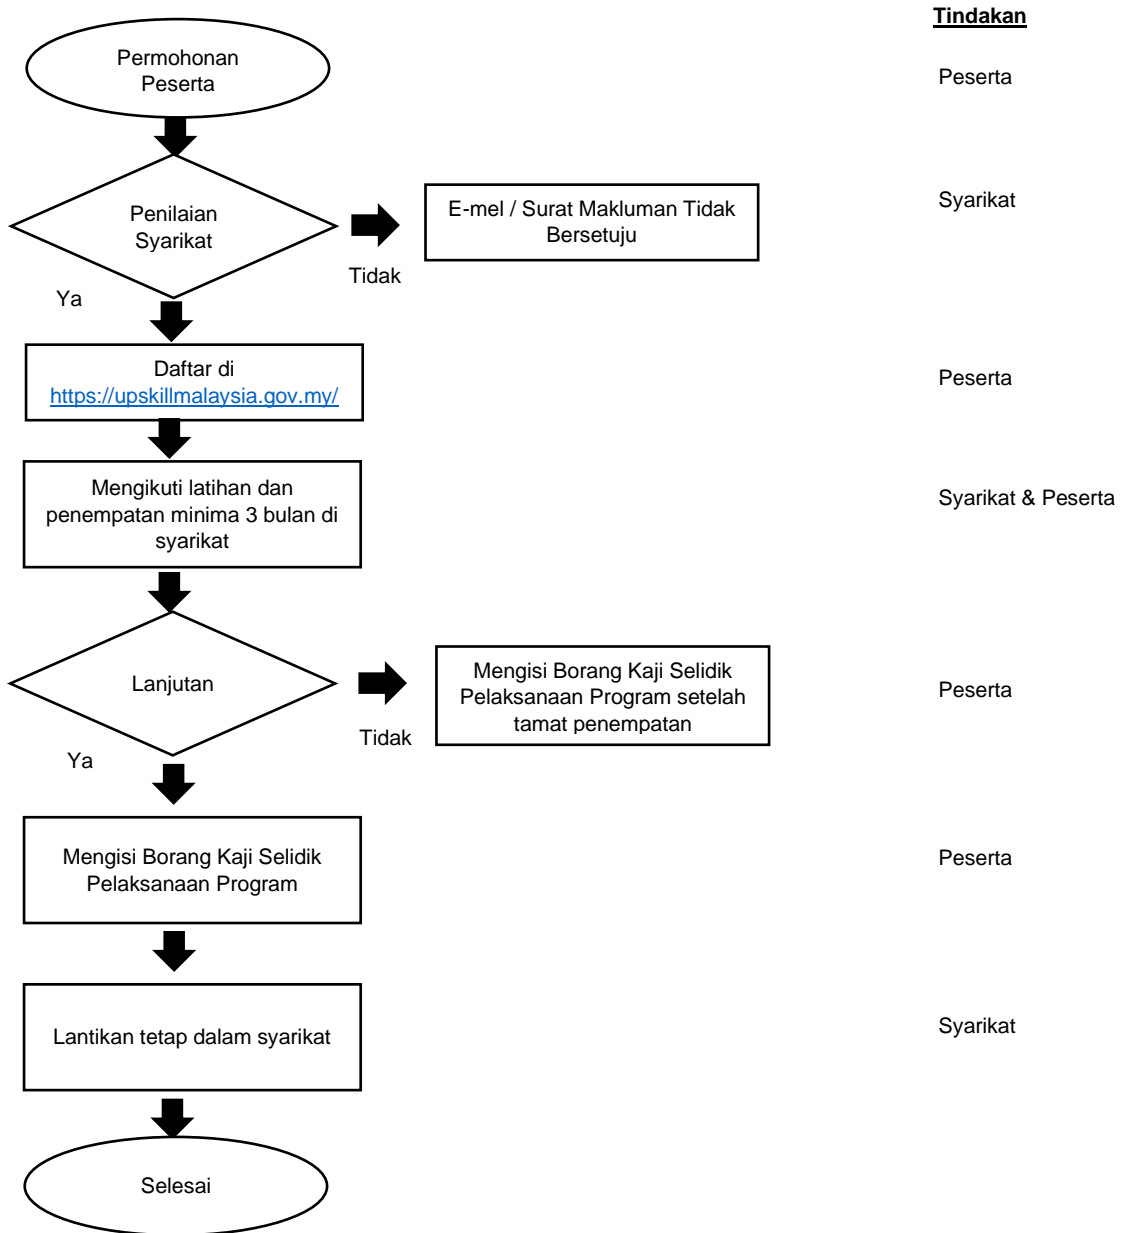 Tindakan
Permohonan
Peserta
Peserta
Penilaian
Syarikat
E-mel / Surat Makluman Tidak
Bersetuju
Syarikat
Tidak
Ya
Daftar di
https://upskillmalaysia.gov.my/
Peserta
Mengikuti latihan dan
penempatan minima 3 bulan di
syarikat
Syarikat & Peserta
Lanjutan
Mengisi Borang Kaji Selidik
Pelaksanaan Program setelah
tamat penempatan
Peserta
Tidak
Ya
Mengisi Borang Kaji Selidik
Pelaksanaan Program
Peserta
Lantikan tetap dalam syarikat
Syarikat
Selesai